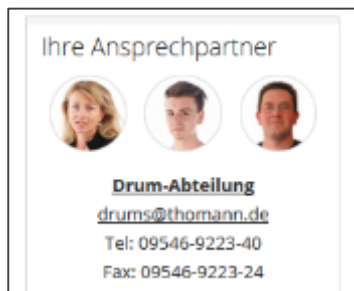 Ihre Ansprechpartner
Drum-Abteilung
drums@thomann.de
Tel: 09546-9223-40
Fax: 09546-9223-24